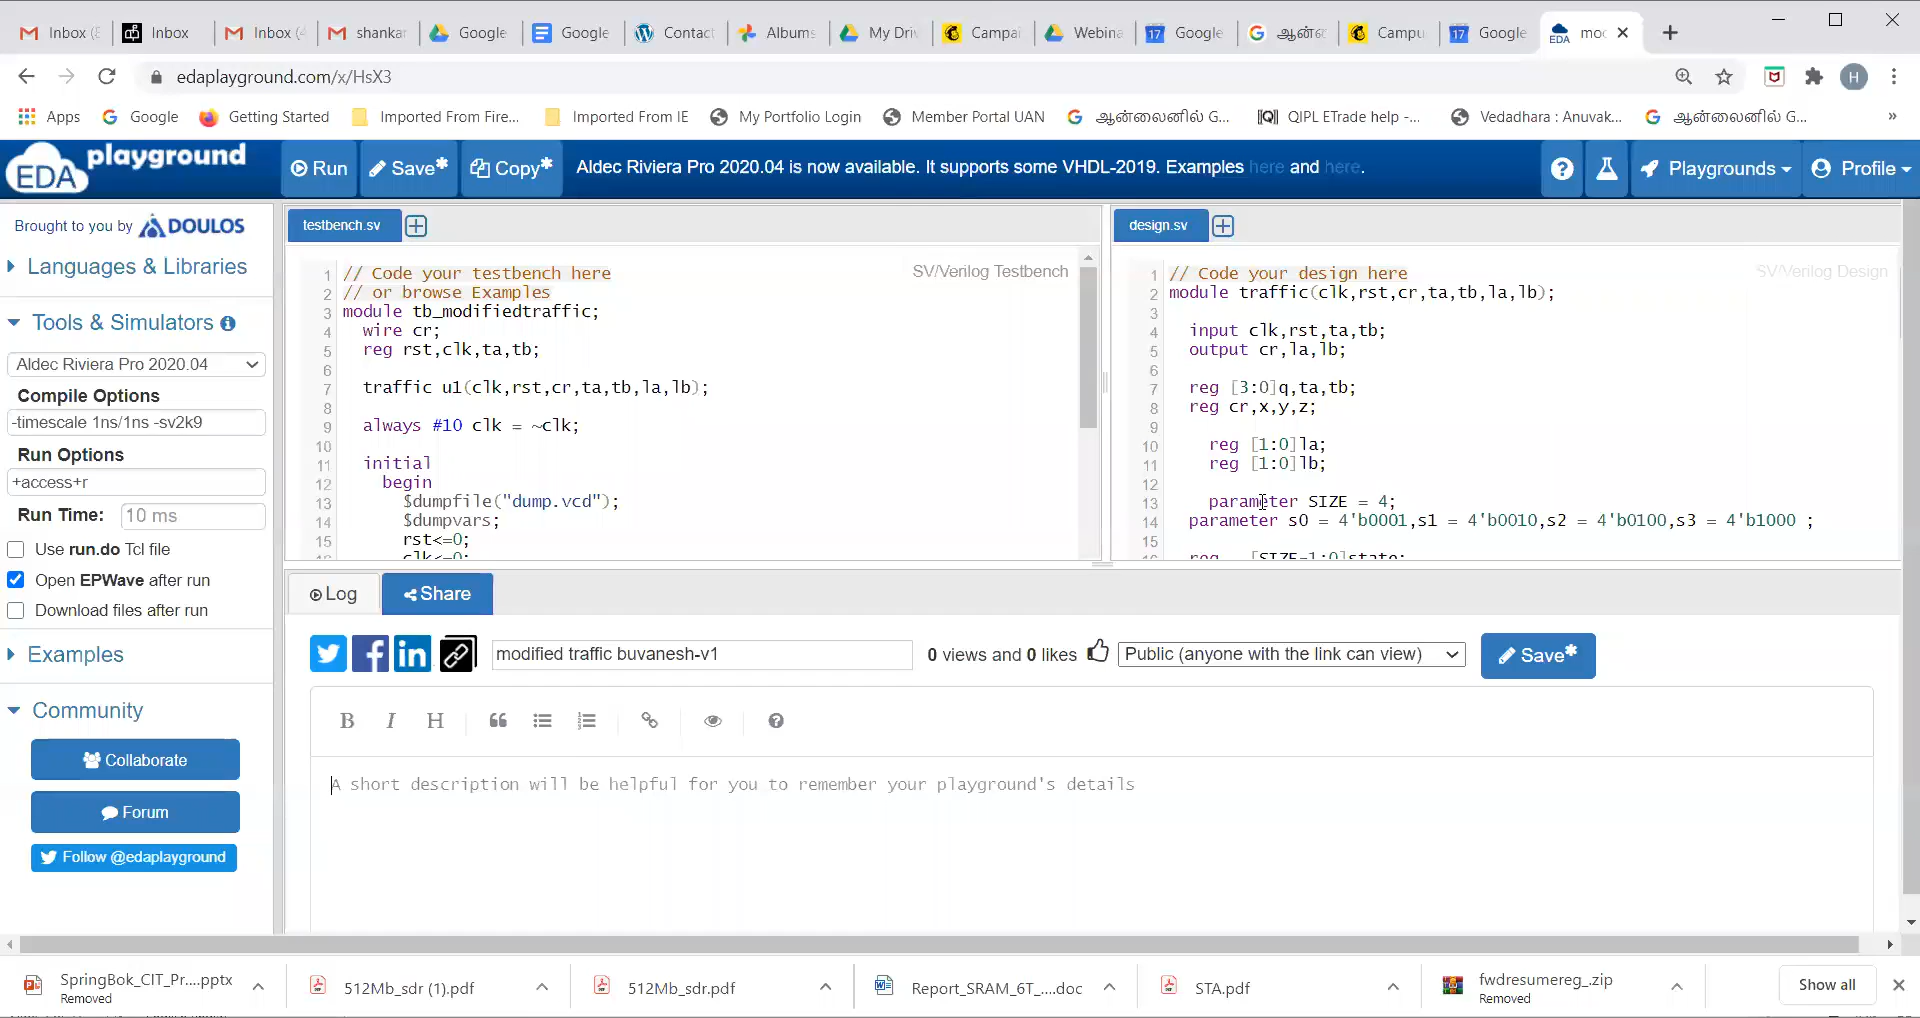 Inbox (
Inbox
Inbox (
shankar
Google
Google
Contact
Albums
My Driv
Campai
Webina
Google
ஆன்
Campu
Google
moc
edaplayground.com/x/HsX3
H
Apps
Google
Getting Started
Imported From Fire...
Imported From IE
My Portfolio Login
Member Portal UAN
ஆன்லைனில் G...
QIPL ETrade help -...
Vedadhara : Anuvak...
ஆன்லைனில் G...
EDA playground
Run
Save*
Copy*
Aldec Riviera Pro 2020.04 is now available. It supports some VHDL-2019. Examples here and here.
Playgrounds
Profile
Brought to you by DOULOS
Languages & Libraries
Tools & Simulators
Aldec Riviera Pro 2020.04
Compile Options
-timescale 1ns/1ns -sv2k9
Run Options
+access+r
Run Time: 10 ms
Use run.do Tcl file
Open EPWave after run
Download files after run
Examples
Community
Collaborate
Forum
Follow @edaplayground
testbench.sv
SV/Verilog Testbench
1 // Code your testbench here
2 // or browse Examples
3 module tb_modifiedtraffic;
4 wire cr;
5 reg rst,clk,ta,tb;
6
7 traffic u1(clk,rst,cr,ta,tb,la,lb);
8
9 always #10 clk = ~clk;
10
11 initial
12 begin
13 $dumpfile("dump.vcd");
14 $dumpvars;
15 rst<=0;
16 clk<=0;
design.sv
SV/Verilog Design
1 // Code your design here
2 module traffic(clk,rst,cr,ta,tb,la,lb);
3
4 input clk,rst,ta,tb;
5 output cr,la,lb;
6
7 reg [3:0]q,ta,tb;
8 reg cr,x,y,z;
9
10 reg [1:0]la;
11 reg [1:0]lb;
12
13 parameter SIZE = 4;
14 parameter s0 = 4'b0001,s1 = 4'b0010,s2 = 4'b0100,s3 = 4'b1000 ;
15
16 reg [SIZE-1:0]state;
Log
Share
modified traffic buvanesh-v1
0 views and 0 likes
Public (anyone with the link can view)
Save*
B I H
A short description will be helpful for you to remember your playground's details
SpringBok_CIT_Pr....pptx
Removed
512Mb_sdr (1).pdf
512Mb_sdr.pdf
Report_SRAM_6T_....doc
STA.pdf
fwdresumereg_.zip
Removed
Show all